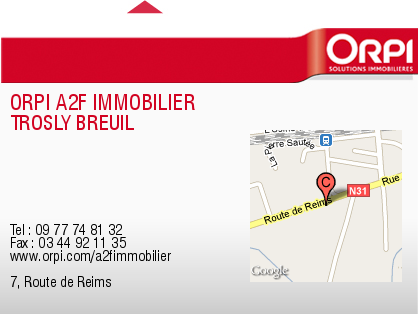 ORPI
SOLUTIONS IMMOBILIÈRES
ORPI A2F IMMOBILIER
TROSLY BREUIL
Pierre Sautée
La P
C
N31
Rue
Route de Reims
Google
Tel : 09 77 74 81 32
Fax : 03 44 92 11 35
www.orpi.com/a2fimmobilier
7, Route de Reims